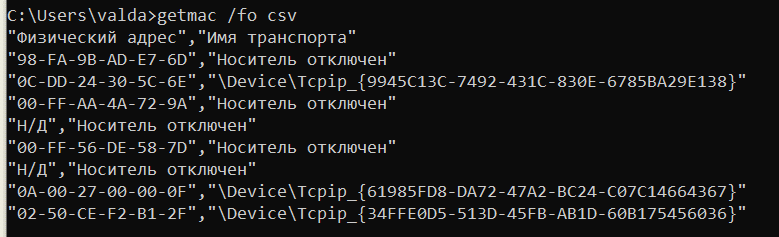 C:\Users\valda>getmac /fo csv
"Физический адрес","Имя транспорта"
"98-FA-9B-AD-E7-6D","Носитель отключен"
"0C-DD-24-30-5C-6E","\Device\Tcpip_{9945C13C-7492-431C-830E-6785BA29E138}"
"00-FF-AA-4A-72-9A","Носитель отключен"
"Н/Д","Носитель отключен"
"00-FF-56-DE-58-7D","Носитель отключен"
"Н/Д","Носитель отключен"
"0A-00-27-00-00-0F","\Device\Tcpip_{61985FD8-DA72-47A2-BC24-C07C14664367}"
"02-50-CE-F2-B1-2F","\Device\Tcpip_{34FFE0D5-513D-45FB-AB1D-60B175456036}"